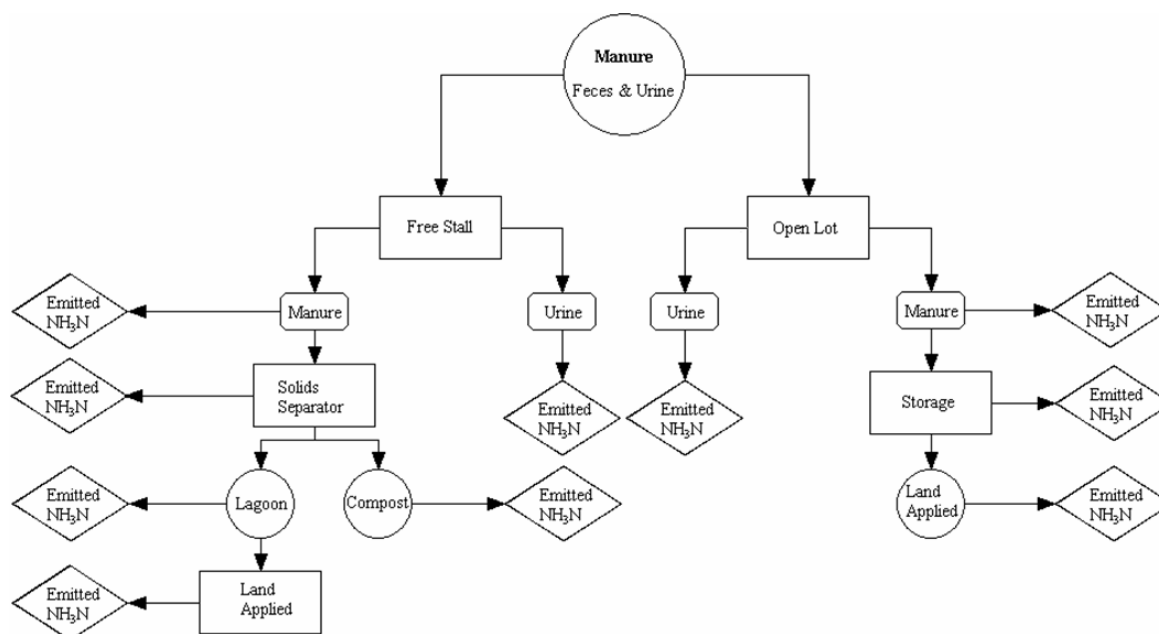 Manure
Feces & Urine
Free Stall
Open Lot
Emitted
NH₃N
Manure
Urine
Urine
Manure
Emitted
NH₃N
Emitted
NH₃N
Solids
Separator
Emitted
NH₃N
Emitted
NH₃N
Storage
Emitted
NH₃N
Emitted
NH₃N
Lagoon
Compost
Emitted
NH₃N
Land
Applied
Emitted
NH₃N
Emitted
NH₃N
Land
Applied